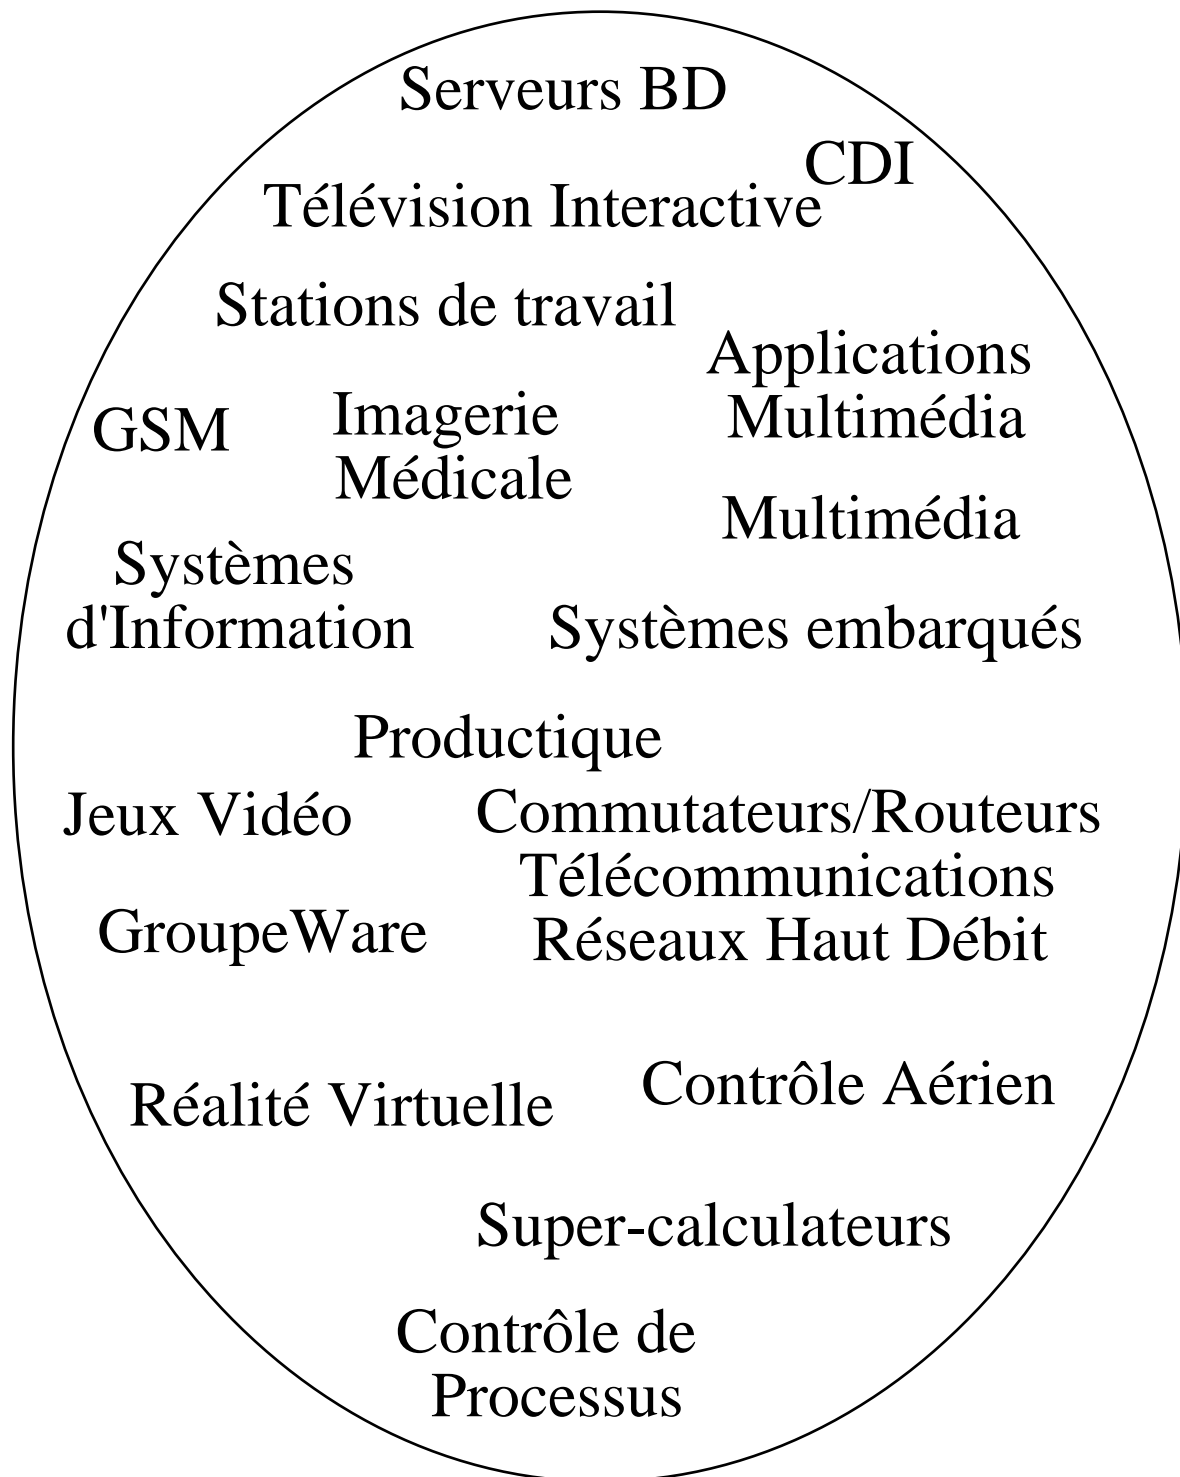 Serveurs BD
CDI
Télévision Interactive
Stations de travail
Applications
Multimédia
GSM
Imagerie
Médicale
Multimédia
Systèmes
d'Information
Systèmes embarqués
Productique
Jeux Vidéo
Commutateurs/Routeurs
Télécommunications
Réseaux Haut Débit
GroupeWare
Contrôle Aérien
Réalité Virtuelle
Super-calculateurs
Contrôle de
Processus